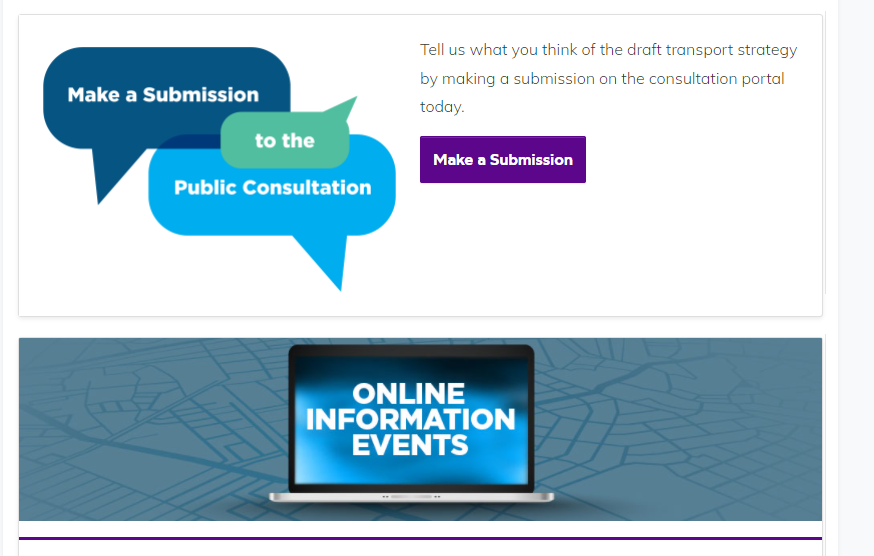 Make a Submission
to the
Public Consultation
Tell us what you think of the draft transport strategy
by making a submission on the consultation portal
today.
Make a Submission
ONLINE
INFORMATION
EVENTS